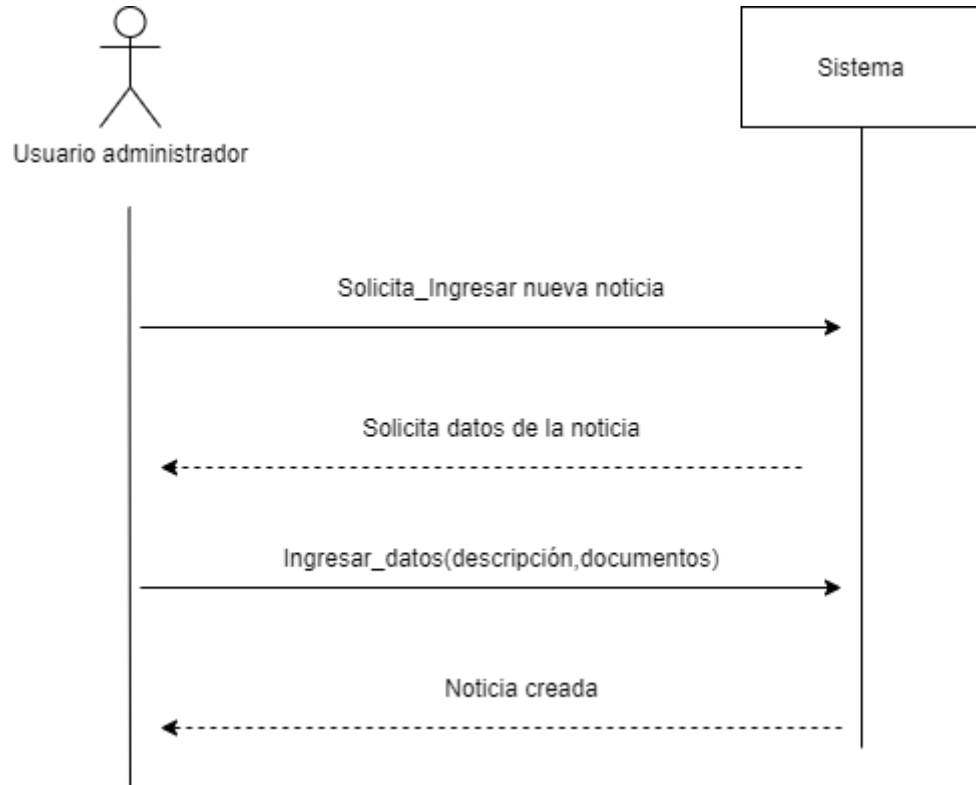 Sistema
Usuario administrador
Solicita_Ingresar nueva noticia
Solicita datos de la noticia
Ingresar_datos(descripción,documentos)
Noticia creada